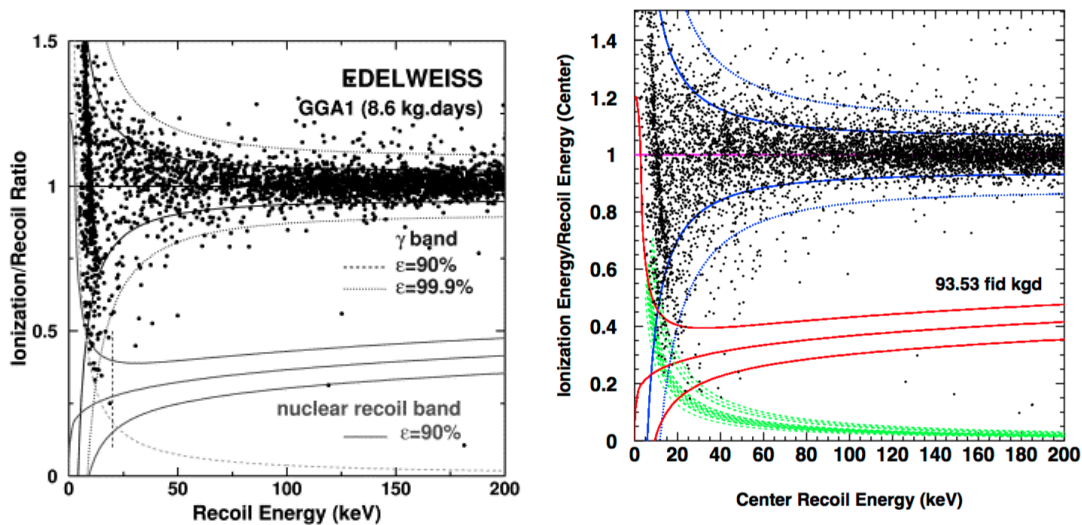 1.5
1
0.5
0
Ionization/Recoil Ratio
EDELWEISS
GGA1 (8.6 kg.days)
γ band
ε=90%
ε=99.9%
nuclear recoil band
ε=90%
0 50 100 150 200
Recoil Energy (keV)
1.4
1.2
1
0.8
0.6
0.4
0.2
0
Ionization Energy/Recoil Energy (Center)
93.53 fid kgd
0 20 40 60 80 100 120 140 160 180 200
Center Recoil Energy (keV)